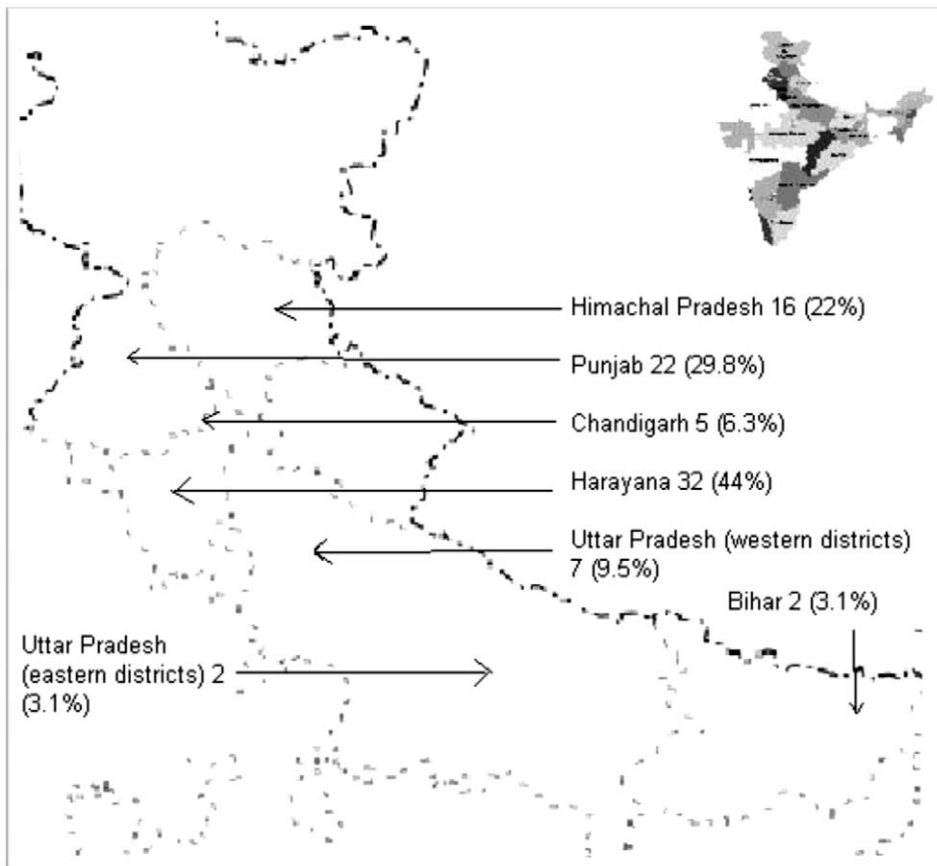 Himachal Pradesh 16 (22%)
Punjab 22 (29.8%)
Chandigarh 5 (6.3%)
Harayana 32 (44%)
Uttar Pradesh (western districts)
7 (9.5%)
Bihar 2 (3.1%)
Uttar Pradesh
(eastern districts) 2
(3.1%)